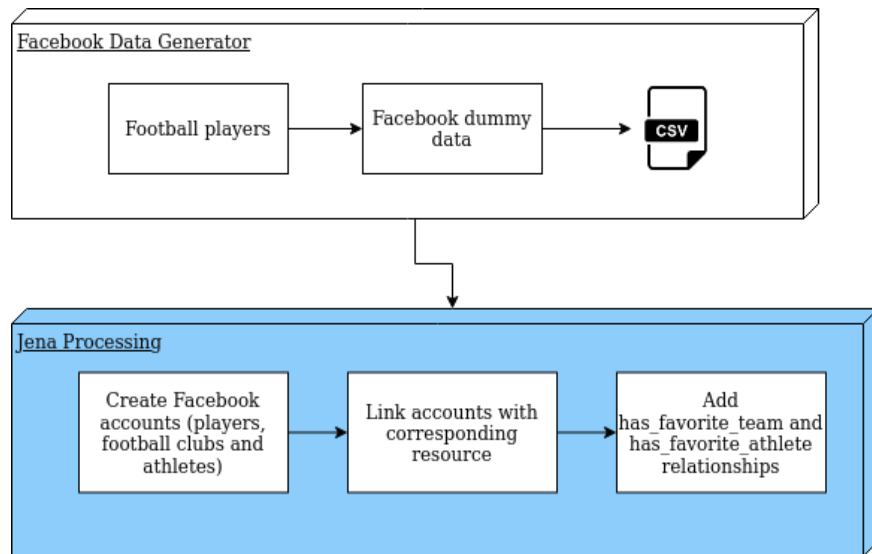 Facebook Data Generator
Football players
Facebook dummy
data
CSV
Jena Processing
Create Facebook
accounts (players,
football clubs and
athletes)
Link accounts with
corresponding
resource
Add
has_favorite_team and
has_favorite_athlete
relationships